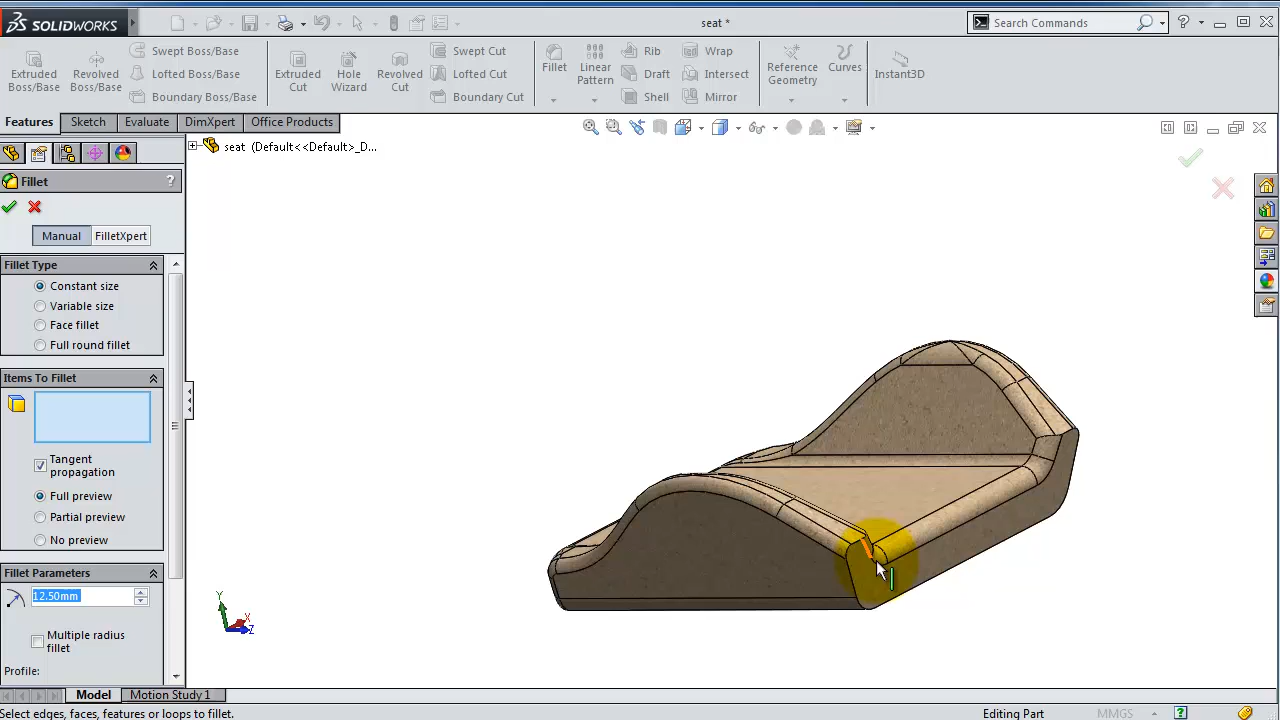 SOLIDWORKS
seat *
Search Commands
?
Extruded Boss/Base
Revolved Boss/Base
Swept Boss/Base
Lofted Boss/Base
Boundary Boss/Base
Extruded Cut
Hole Wizard
Revolved Cut
Swept Cut
Lofted Cut
Boundary Cut
Fillet
Linear Pattern
Rib
Draft
Shell
Wrap
Intersect
Mirror
Reference Geometry
Curves
Instant3D
Features
Sketch
Evaluate
DimXpert
Office Products
seat (Default<<Default>_D...
Fillet
?
Manual
FilletXpert
Fillet Type
Constant size
Variable size
Face fillet
Full round fillet
Items To Fillet
Tangent propagation
Full preview
Partial preview
No preview
Fillet Parameters
12.50mm
Multiple radius fillet
Profile:
Y
X
Z
Model
Motion Study 1
Select edges, faces, features or loops to fillet.
Editing Part
MMGS
?